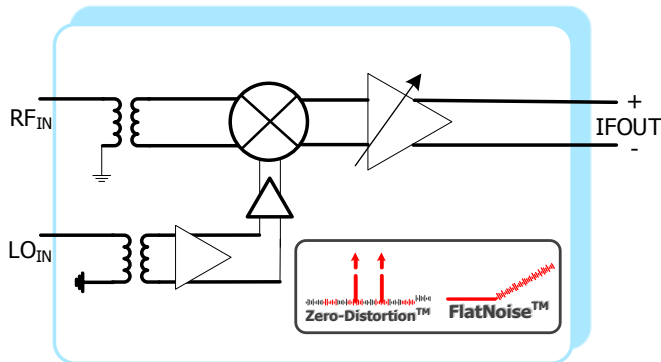 RFIN
+
IFOUT
-
LOIN
Zero-Distortion™
FlatNoise™